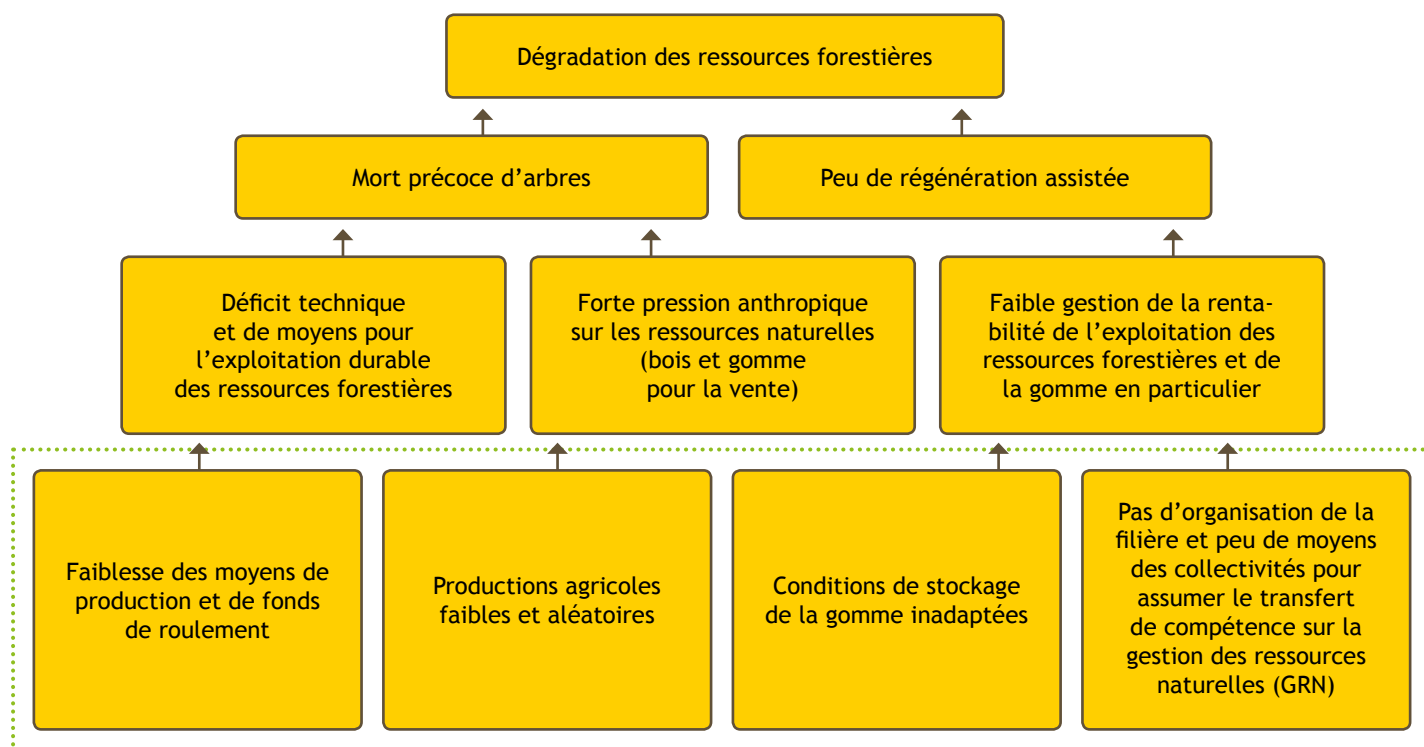 Dégradation des ressources forestières
Mort précoce d’arbres
Peu de régénération assistée
Déficit technique
et de moyens pour
l’exploitation durable
des ressources forestières
Forte pression anthropique
sur les ressources naturelles
(bois et gomme
pour la vente)
Faible gestion de la renta-
bilité de l’exploitation des
ressources forestières et de
la gomme en particulier
Faiblesse des moyens de
production et de fonds
de roulement
Productions agricoles
faibles et aléatoires
Conditions de stockage
de la gomme inadaptées
Pas d’organisation de la
filière et peu de moyens
des collectivités pour
assumer le transfert
de compétence sur la
gestion des ressources
naturelles (GRN)